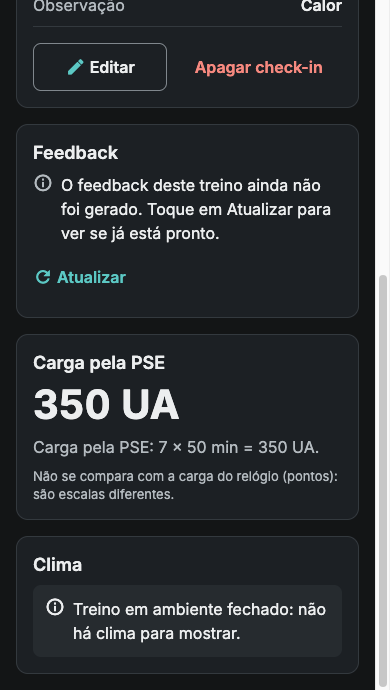 Observação Calor
Editar Apagar check-in
Feedback
O feedback deste treino ainda não
foi gerado. Toque em Atualizar para
ver se já está pronto.
Atualizar
Carga pela PSE
350 UA
Carga pela PSE: 7 × 50 min = 350 UA.
Não se compara com a carga do relógio (pontos):
são escalas diferentes.
Clima
Treino em ambiente fechado: não
há clima para mostrar.